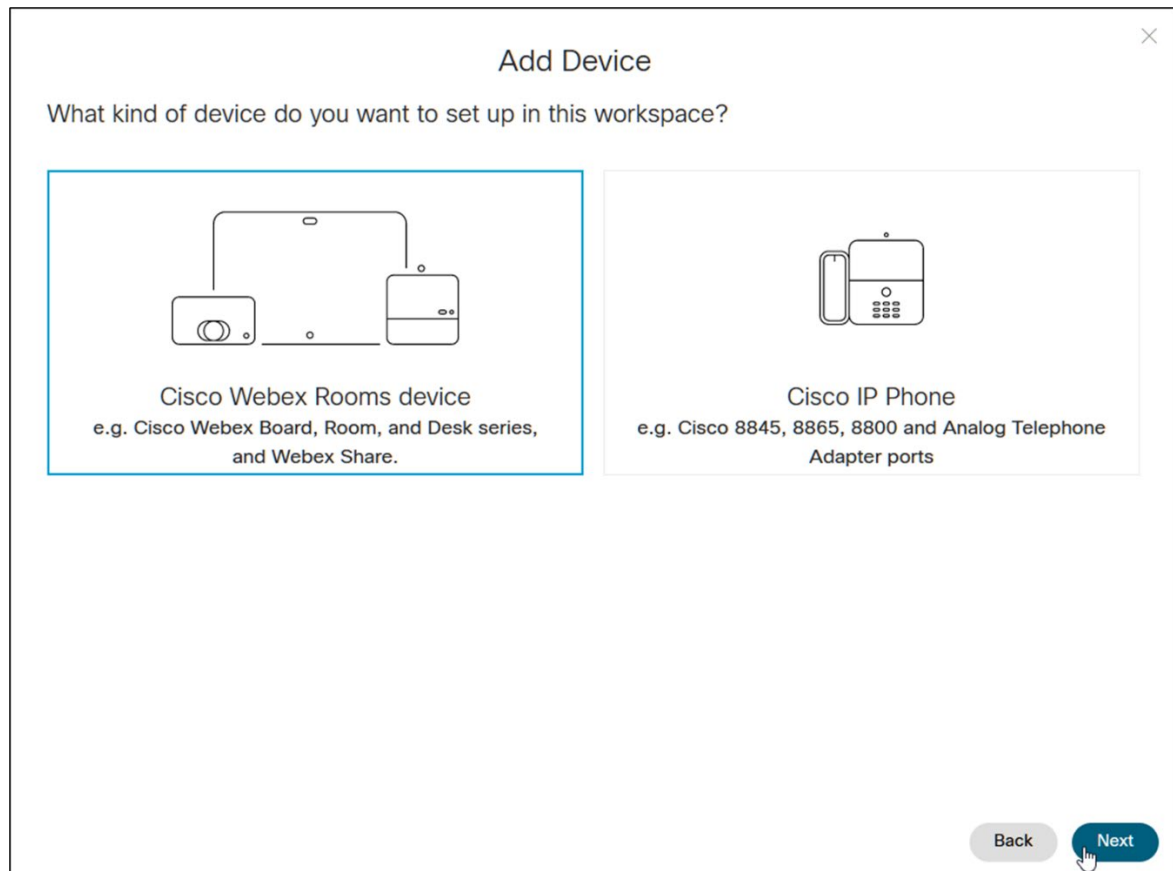 Add Device
What kind of device do you want to set up in this workspace?
Cisco Webex Rooms device
e.g. Cisco Webex Board, Room, and Desk series,
and Webex Share.
Cisco IP Phone
e.g. Cisco 8845, 8865, 8800 and Analog Telephone
Adapter ports
Back
Next